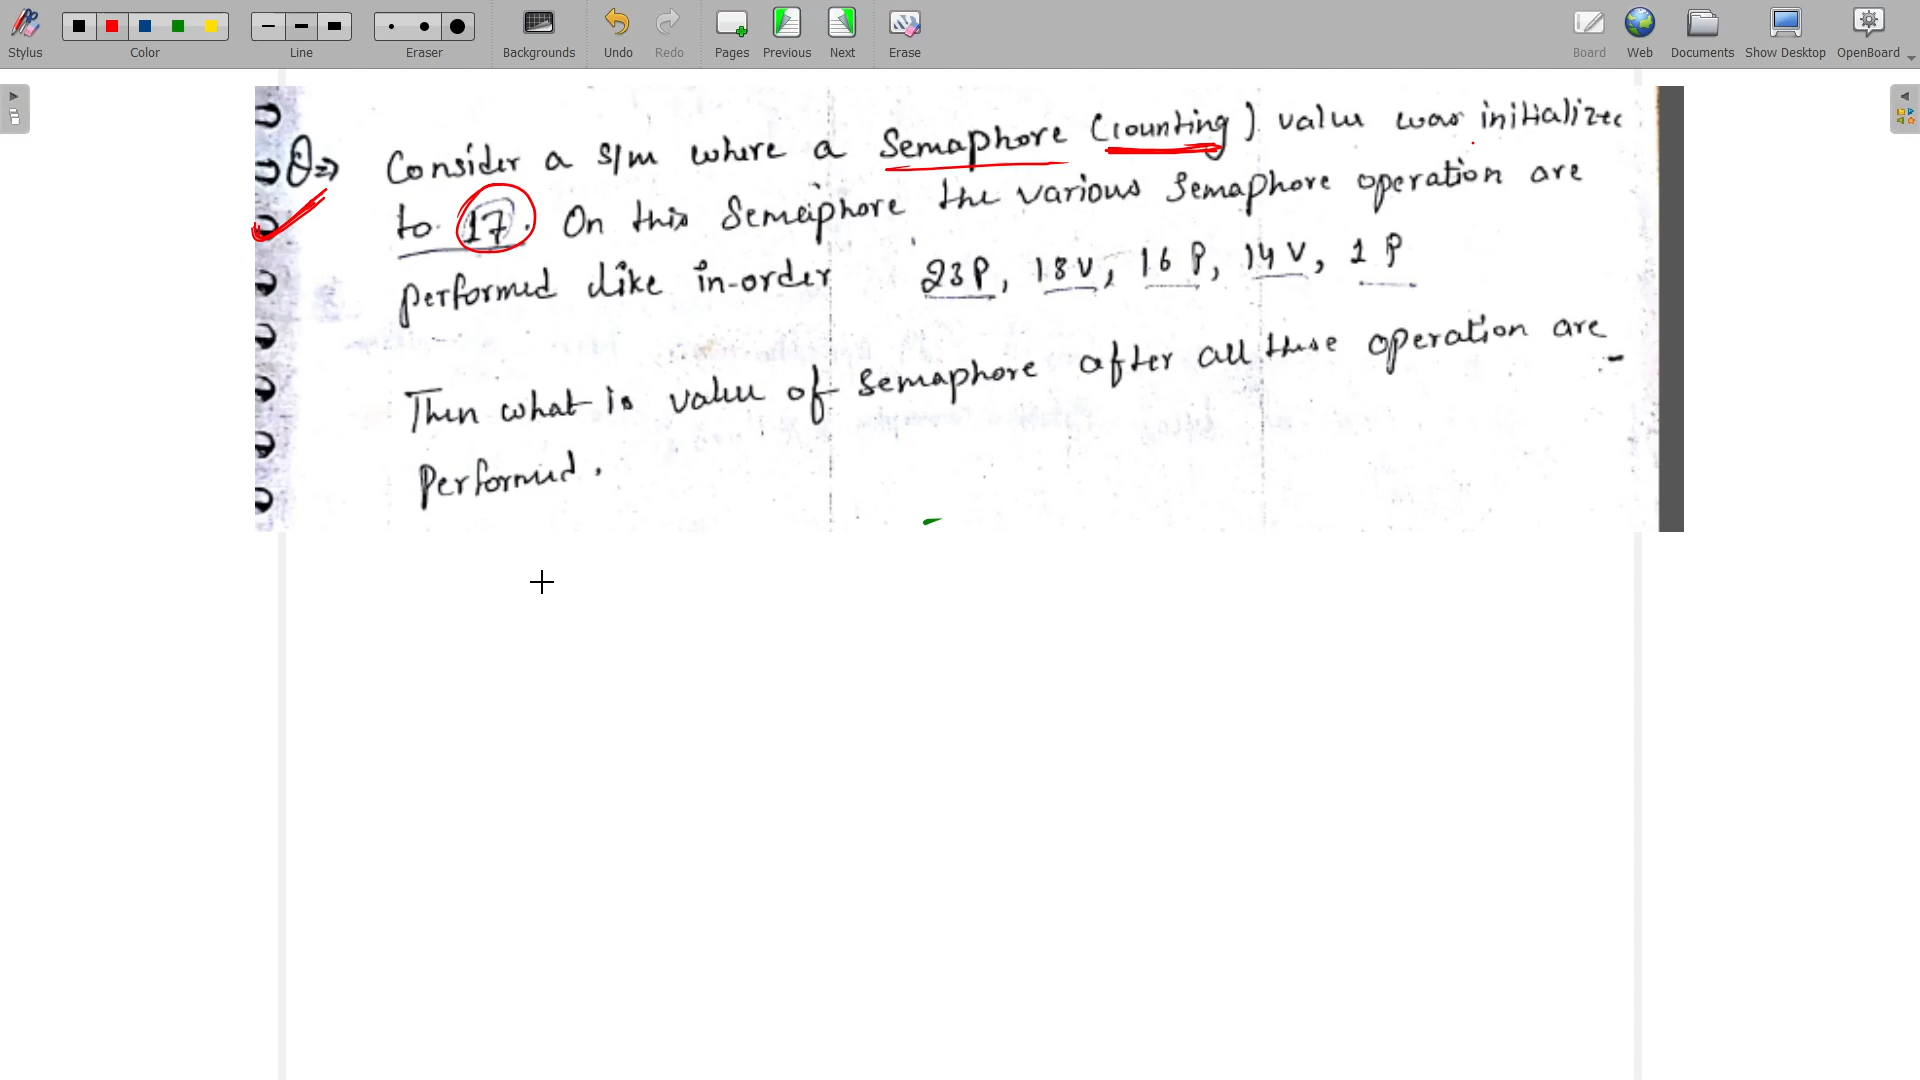 Stylus
Color
Line
Eraser
Backgrounds
Undo
Redo
Pages
Previous
Next
Erase
Board
Web
Documents
Show Desktop
OpenBoard
Q⇒ Consider a s/m where a Semaphore (counting) value was initialized
to 17. On this Semaphore the various Semaphore operation are
performed like in-order 23P, 18V, 16P, 14V, 1P
Then what is value of Semaphore after all these operation are
Performed.